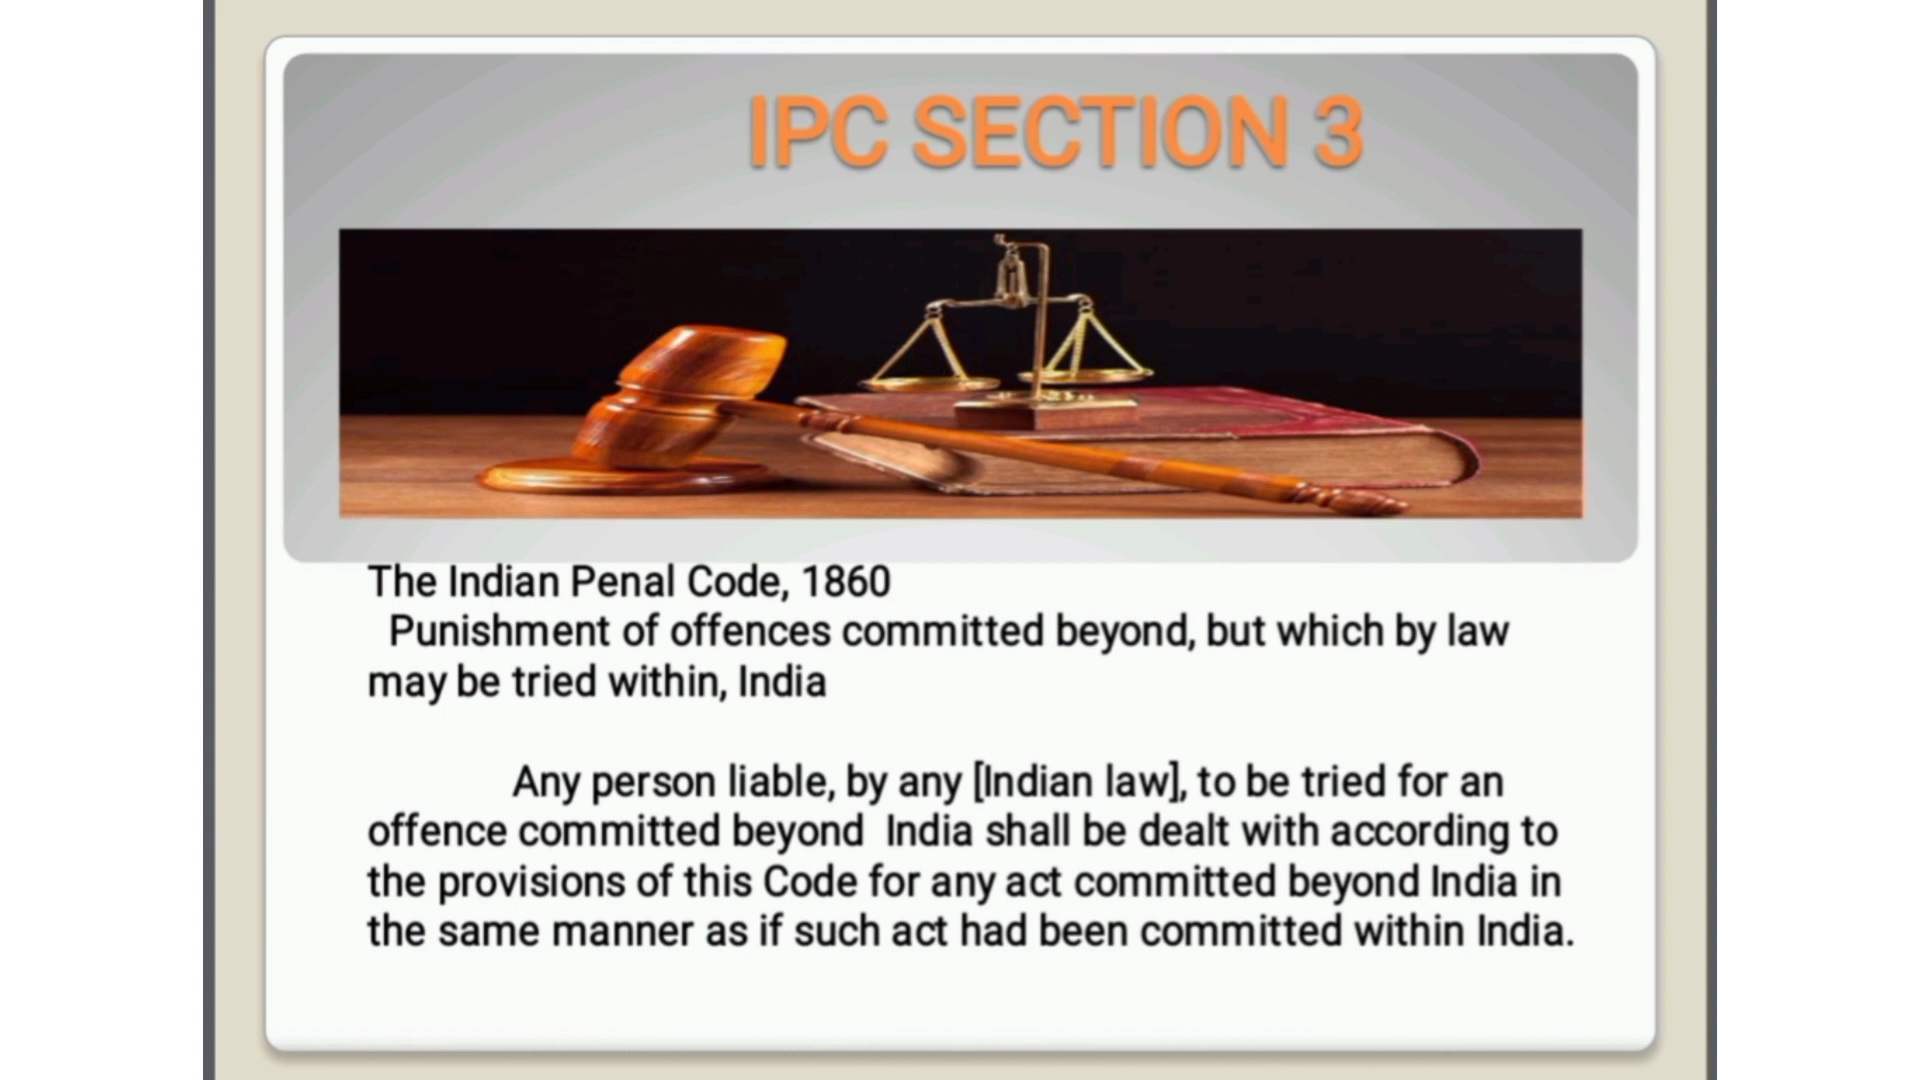 IPC SECTION 3
The Indian Penal Code, 1860
Punishment of offences committed beyond, but which by law
may be tried within, India
Any person liable, by any [Indian law], to be tried for an
offence committed beyond India shall be dealt with according to
the provisions of this Code for any act committed beyond India in
the same manner as if such act had been committed within India.